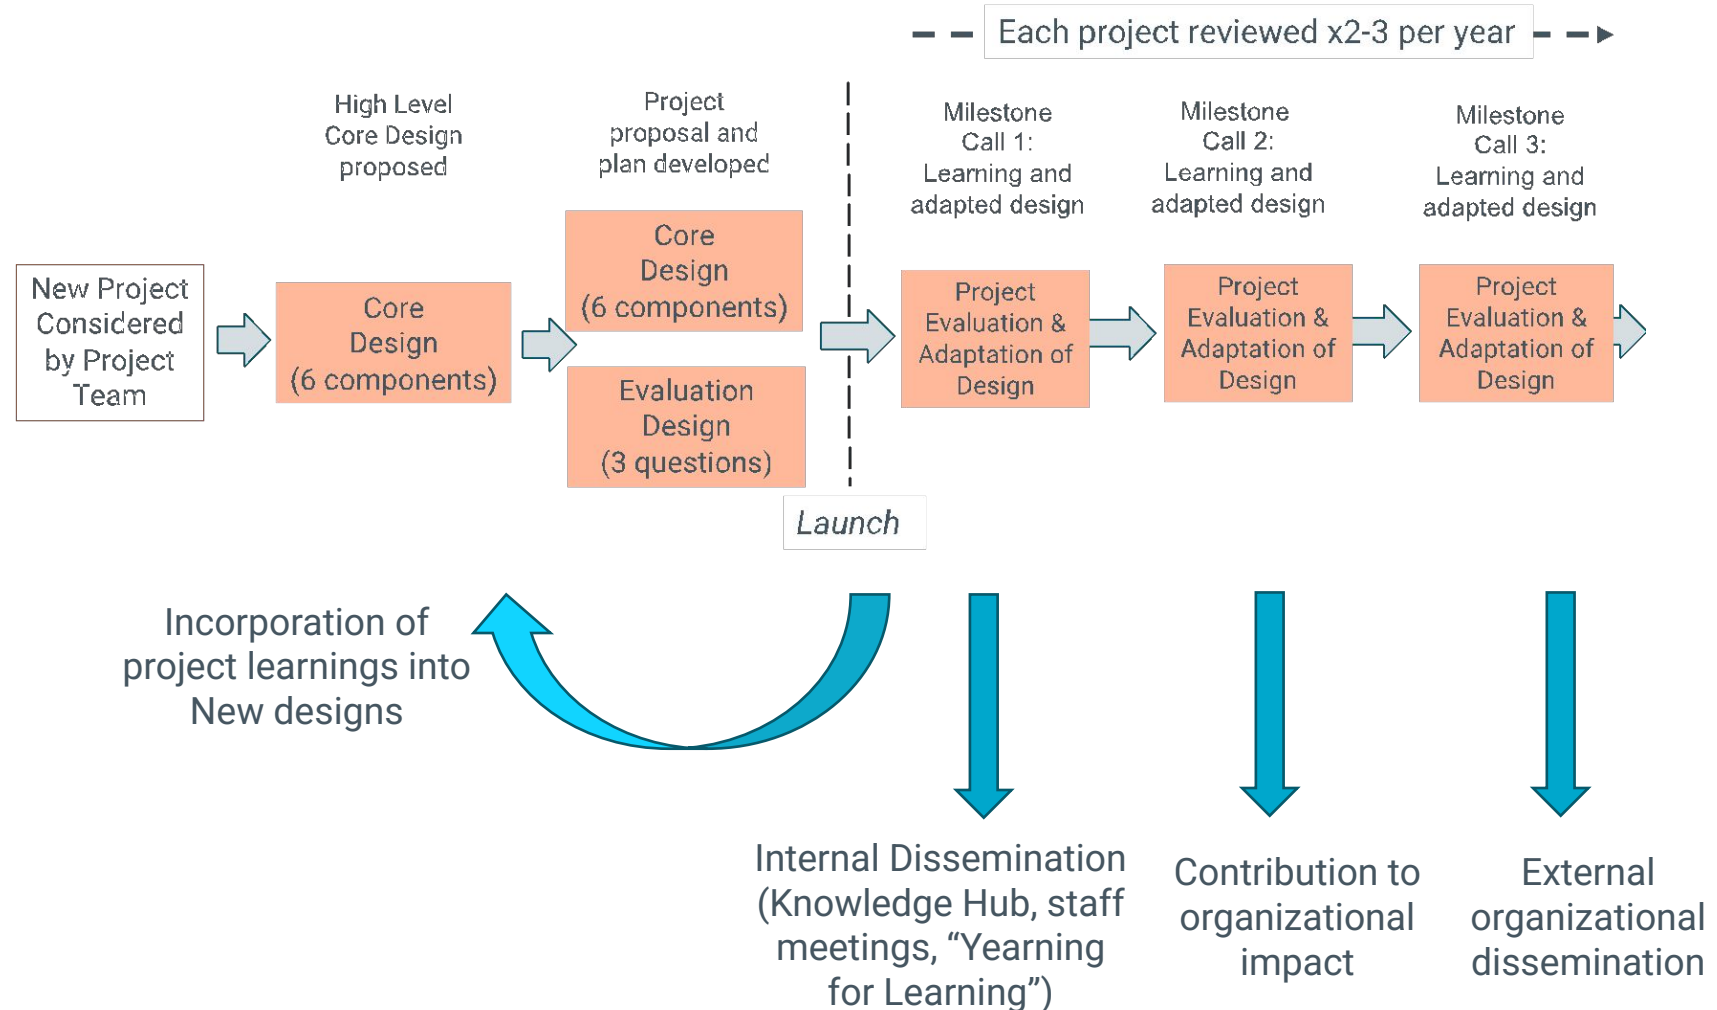 Each project reviewed x2-3 per year
High Level
Core Design
proposed
Project
proposal and
plan developed
Milestone
Call 1:
Learning and
adapted design
Milestone
Call 2:
Learning and
adapted design
Milestone
Call 3:
Learning and
adapted design
New Project
Considered
by Project
Team
Core
Design
(6 components)
Core
Design
(6 components)
Evaluation
Design
(3 questions)
Project
Evaluation &
Adaptation of
Design
Project
Evaluation &
Adaptation of
Design
Project
Evaluation &
Adaptation of
Design
Launch
Incorporation of
project learnings into
New designs
Internal Dissemination
(Knowledge Hub, staff
meetings, “Yearning
for Learning”)
Contribution to
organizational
impact
External
organizational
dissemination